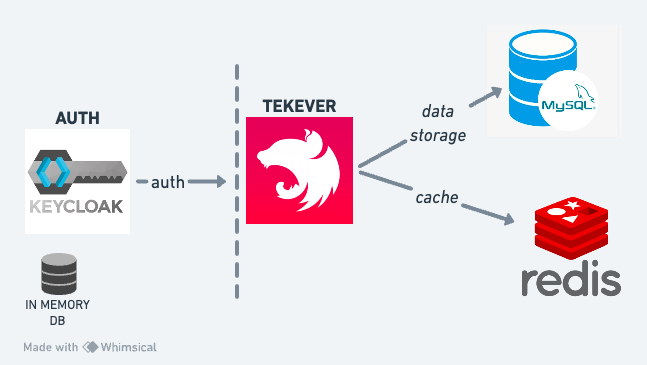 AUTH
KEYCLOAK
IN MEMORY
DB
auth
TEKEVER
data
storage
MySQL
cache
redis
Made with Whimsical